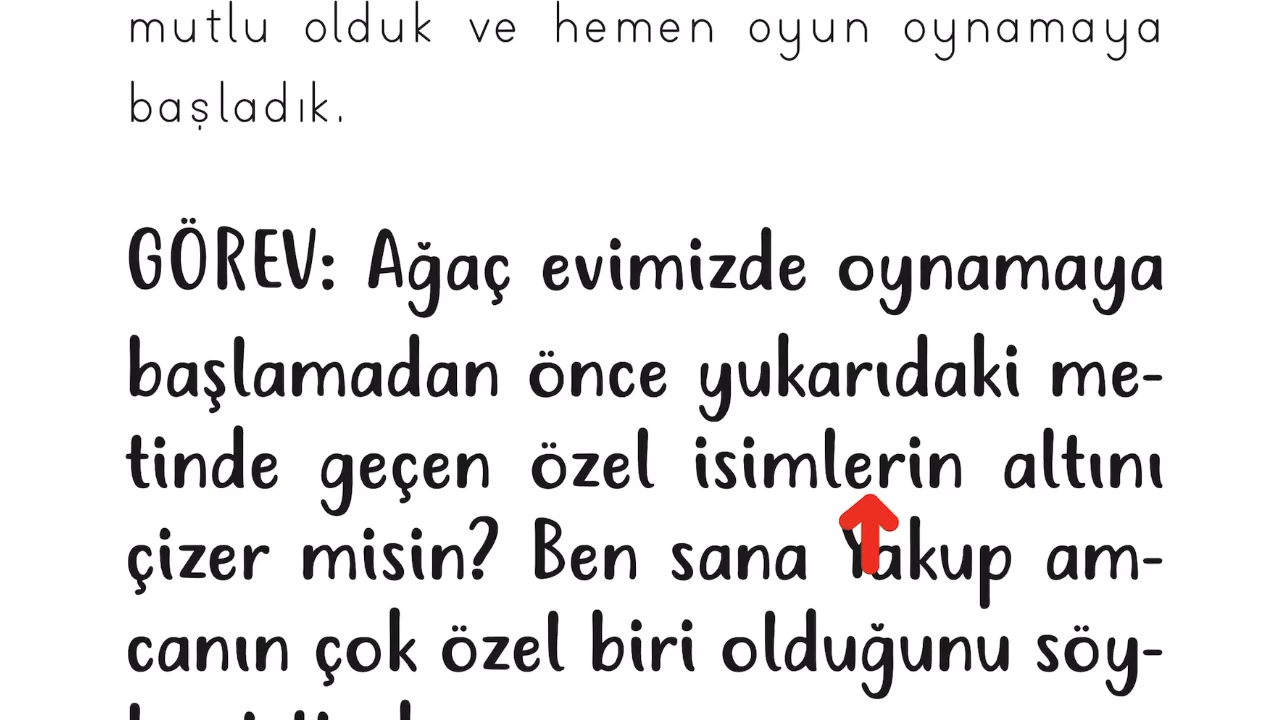 mutlu olduk ve hemen oyun oynamaya
başladık.
GÖREV: Ağaç evimizde oynamaya
başlamadan önce yukarıdaki me-
tinde geçen özel isimlerin altını
çizer misin? Ben sana Yakup am-
canın çok özel biri olduğunu söy-